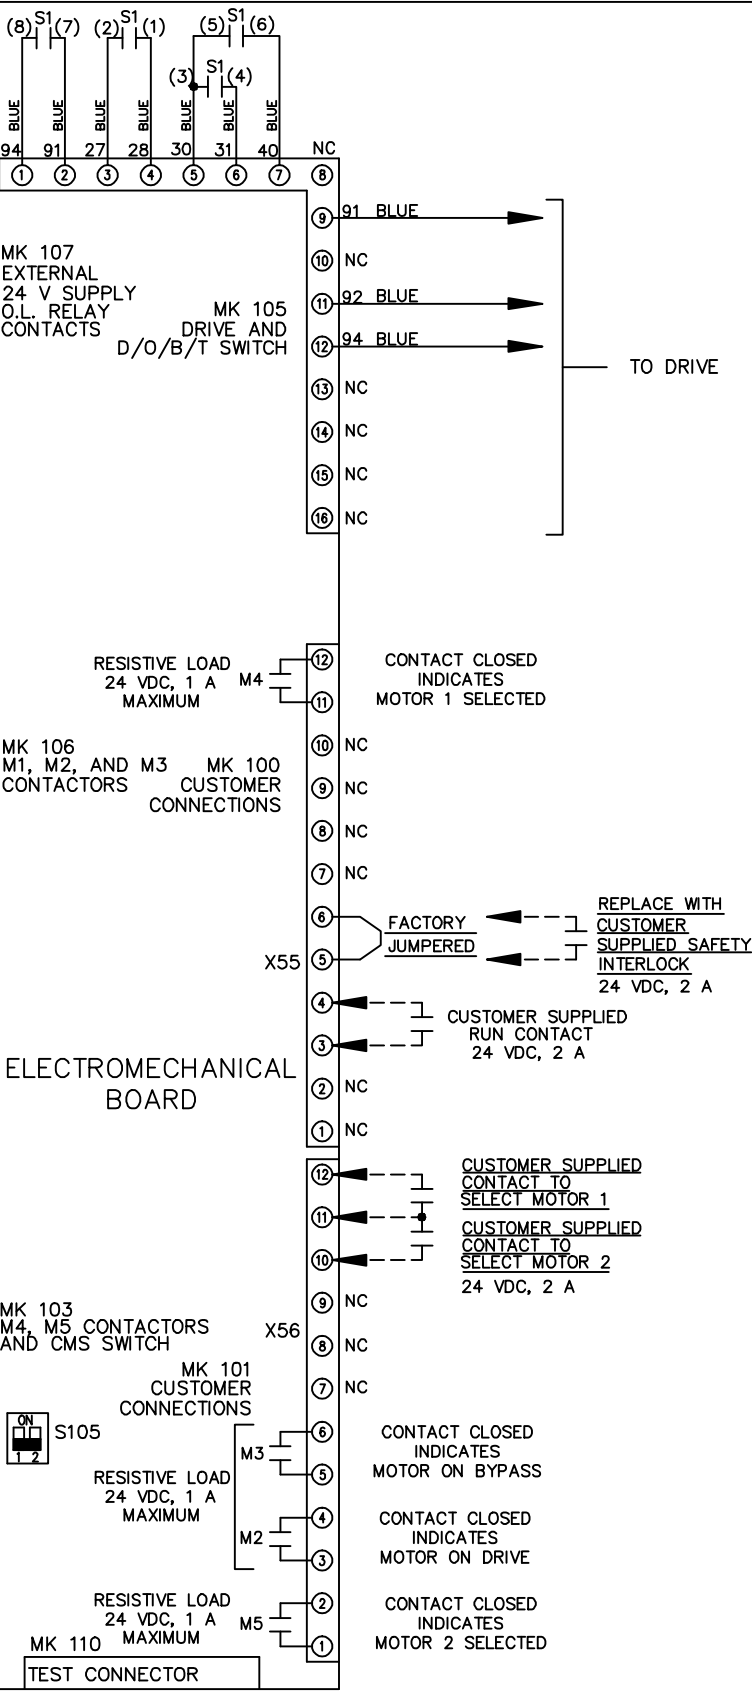 S1 S1 S1
(8) (7) (2) (1) (5) (6)
S1
(3) (4)
BLUE BLUE BLUE BLUE BLUE BLUE BLUE
94 91 27 28 30 31 40 NC
1 2 3 4 5 6 7 8
9 91 BLUE
10 NC
11 92 BLUE
12 94 BLUE
13 NC
14 NC
15 NC
16 NC
MK 107
EXTERNAL
24 V SUPPLY
O.L. RELAY
CONTACTS
MK 105
DRIVE AND
D/O/B/T SWITCH
TO DRIVE
RESISTIVE LOAD
24 VDC, 1 A
MAXIMUM
M4
12
11
CONTACT CLOSED
INDICATES
MOTOR 1 SELECTED
MK 106
M1, M2, AND M3
CONTACTORS
MK 100
CUSTOMER
CONNECTIONS
10 NC
9 NC
8 NC
7 NC
6
X55 5
FACTORY
JUMPERED
REPLACE WITH
CUSTOMER
SUPPLIED SAFETY
INTERLOCK
24 VDC, 2 A
4
3
CUSTOMER SUPPLIED
RUN CONTACT
24 VDC, 2 A
2 NC
1 NC
ELECTROMECHANICAL
BOARD
12
11
10
CUSTOMER SUPPLIED
CONTACT TO
SELECT MOTOR 1
CUSTOMER SUPPLIED
CONTACT TO
SELECT MOTOR 2
24 VDC, 2 A
MK 103
M4, M5 CONTACTORS
AND CMS SWITCH
X56
9 NC
8 NC
7 NC
MK 101
CUSTOMER
CONNECTIONS
ON
1 2
S105
M3
6
5
CONTACT CLOSED
INDICATES
MOTOR ON BYPASS
RESISTIVE LOAD
24 VDC, 1 A
MAXIMUM
M2
4
3
CONTACT CLOSED
INDICATES
MOTOR ON DRIVE
RESISTIVE LOAD
24 VDC, 1 A
MAXIMUM
M5
2
1
CONTACT CLOSED
INDICATES
MOTOR 2 SELECTED
MK 110
TEST CONNECTOR